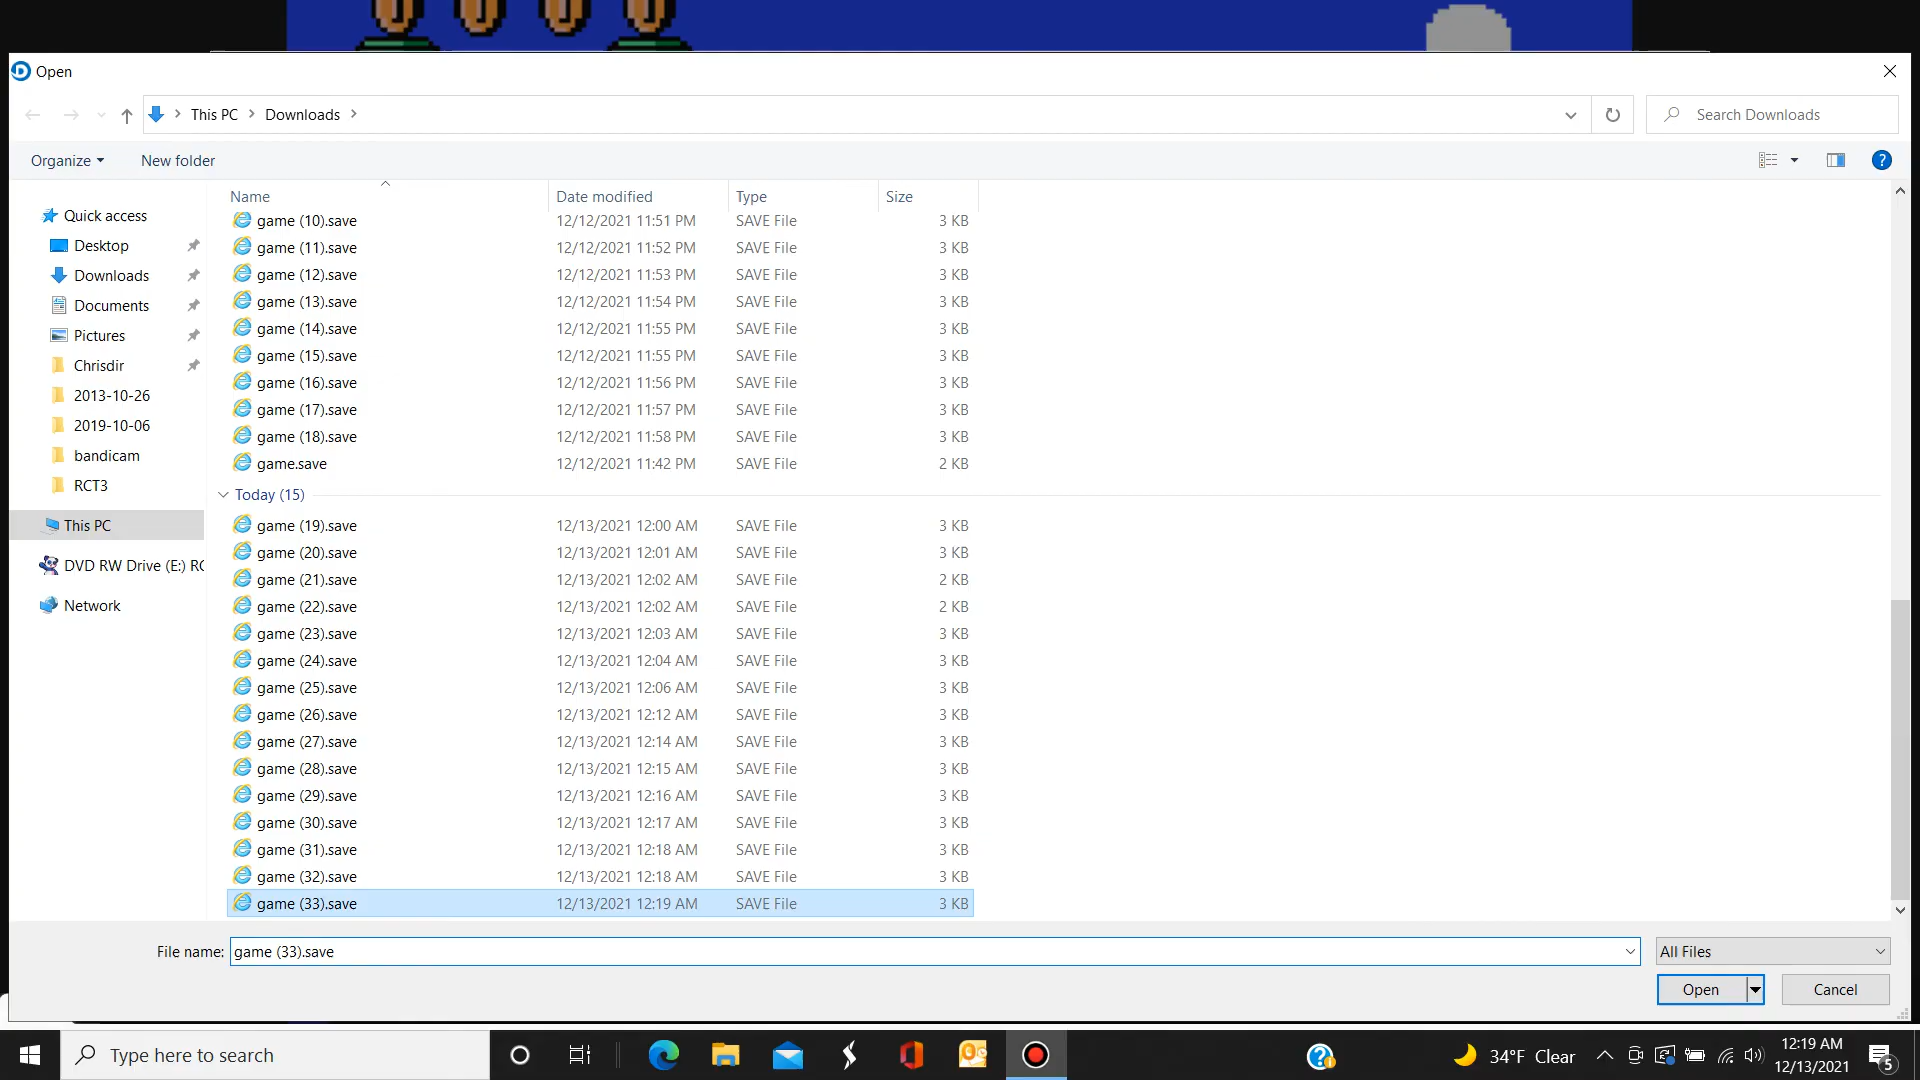 Open
This PC Downloads
Search Downloads
Organize New folder
Name Date modified Type Size
Quick access
Desktop
Downloads
Documents
Pictures
Chrisdir
2013-10-26
2019-10-06
bandicam
RCT3
This PC
DVD RW Drive (E:) RC
Network
game (10).save 12/12/2021 11:51 PM SAVE File 3 KB
game (11).save 12/12/2021 11:52 PM SAVE File 3 KB
game (12).save 12/12/2021 11:53 PM SAVE File 3 KB
game (13).save 12/12/2021 11:54 PM SAVE File 3 KB
game (14).save 12/12/2021 11:55 PM SAVE File 3 KB
game (15).save 12/12/2021 11:55 PM SAVE File 3 KB
game (16).save 12/12/2021 11:56 PM SAVE File 3 KB
game (17).save 12/12/2021 11:57 PM SAVE File 3 KB
game (18).save 12/12/2021 11:58 PM SAVE File 3 KB
game.save 12/12/2021 11:42 PM SAVE File 2 KB
Today (15)
game (19).save 12/13/2021 12:00 AM SAVE File 3 KB
game (20).save 12/13/2021 12:01 AM SAVE File 3 KB
game (21).save 12/13/2021 12:02 AM SAVE File 2 KB
game (22).save 12/13/2021 12:02 AM SAVE File 2 KB
game (23).save 12/13/2021 12:03 AM SAVE File 3 KB
game (24).save 12/13/2021 12:04 AM SAVE File 3 KB
game (25).save 12/13/2021 12:06 AM SAVE File 3 KB
game (26).save 12/13/2021 12:12 AM SAVE File 3 KB
game (27).save 12/13/2021 12:14 AM SAVE File 3 KB
game (28).save 12/13/2021 12:15 AM SAVE File 3 KB
game (29).save 12/13/2021 12:16 AM SAVE File 3 KB
game (30).save 12/13/2021 12:17 AM SAVE File 3 KB
game (31).save 12/13/2021 12:18 AM SAVE File 3 KB
game (32).save 12/13/2021 12:18 AM SAVE File 3 KB
game (33).save 12/13/2021 12:19 AM SAVE File 3 KB
File name: game (33).save All Files
Open Cancel
Type here to search
34°F Clear
12:19 AM
12/13/2021
5